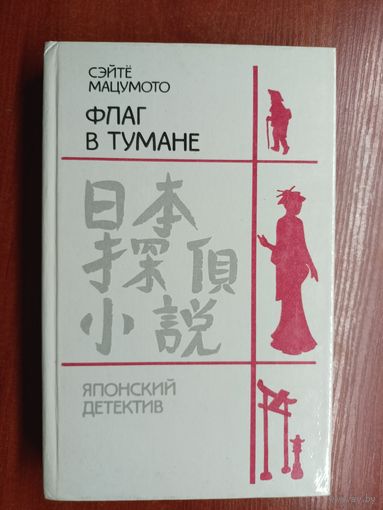 СЭЙТЁ
МАЦУМОТО
ФЛАГ
В ТУМАНЕ
日本
探偵
小説
ЯПОНСКИЙ
ДЕТЕКТИВ